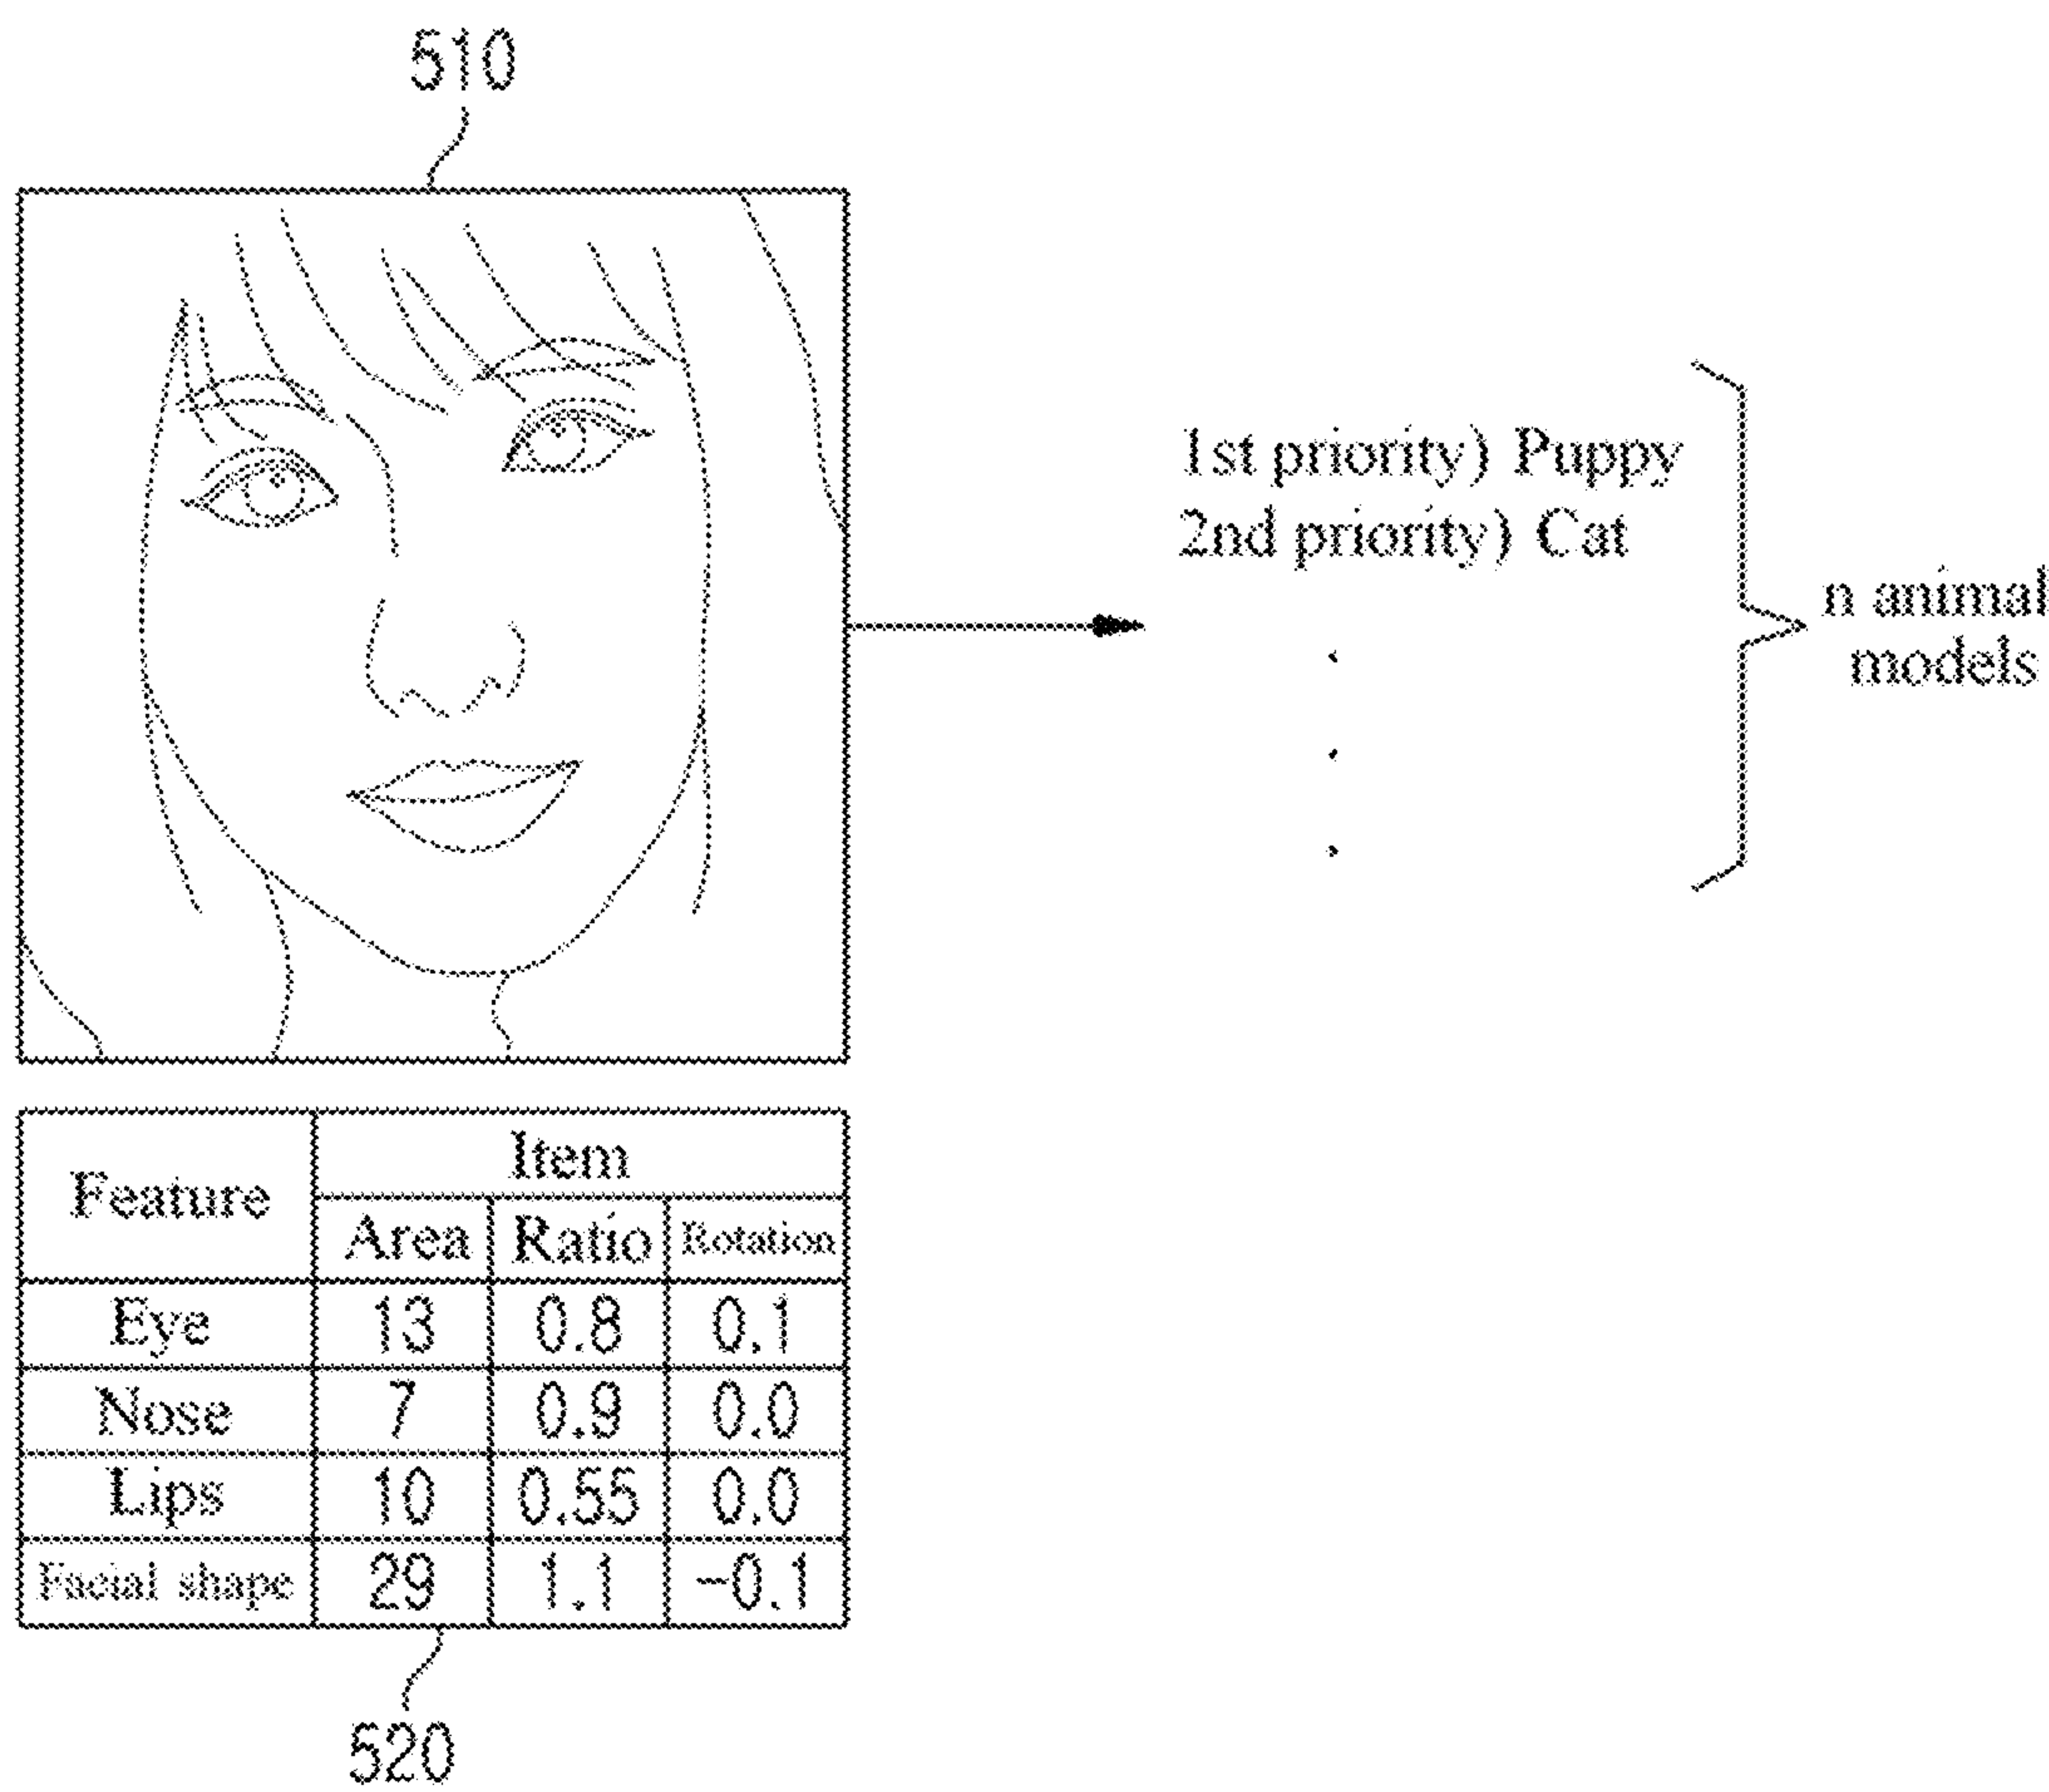 510
1st priority) Puppy
2nd priority) Cat
n animal
models
Feature Item
Area Ratio Rotation
Eye 13 0.8 0.1
Nose 7 0.9 0.0
Lips 10 0.55 0.0
Facial shape 29 1.1 -0.1
520